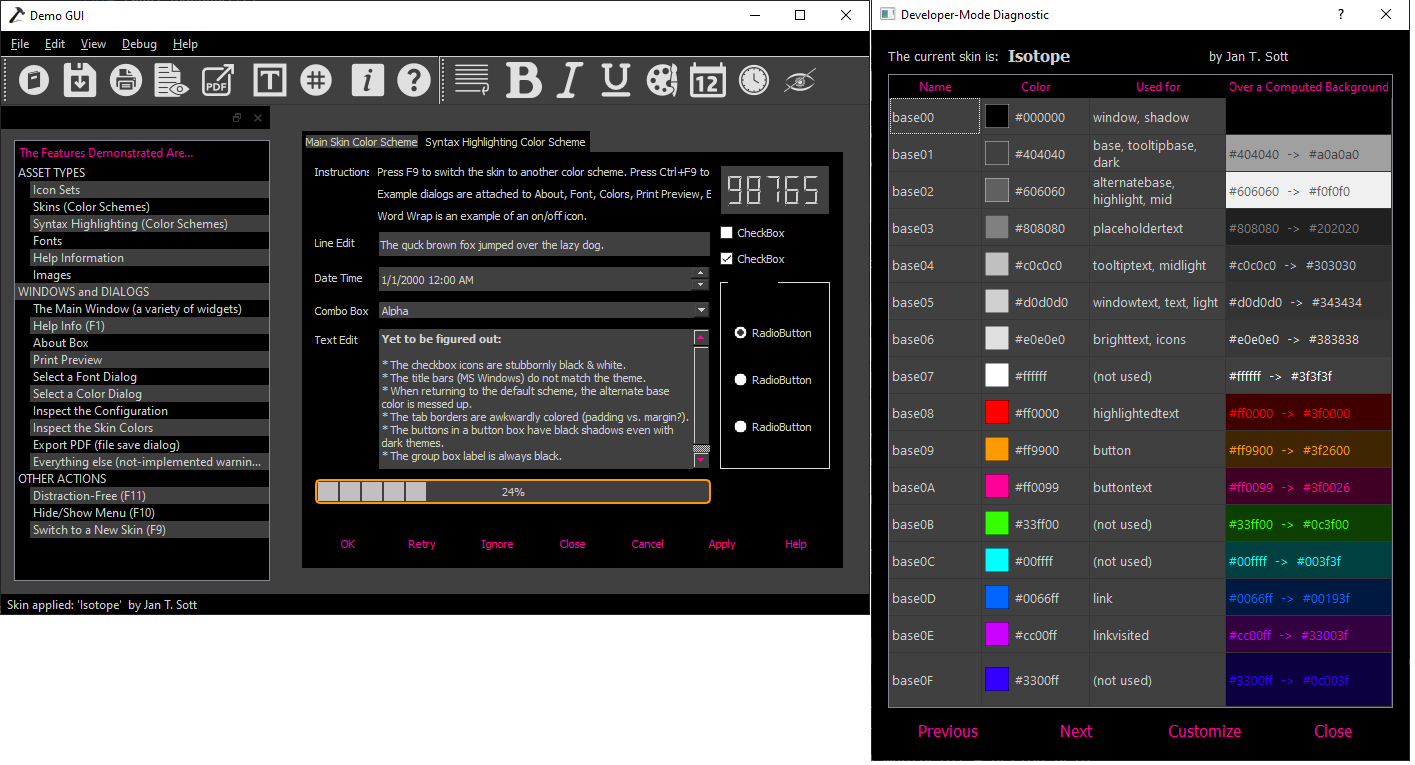 Demo GUI
File Edit View Debug Help
PDF T # i ? B I U 12
The Features Demonstrated Are...
ASSET TYPES
Icon Sets
Skins (Color Schemes)
Syntax Highlighting (Color Schemes)
Fonts
Help Information
Images
WINDOWS and DIALOGS
The Main Window (a variety of widgets)
Help Info (F1)
About Box
Print Preview
Select a Font Dialog
Select a Color Dialog
Inspect the Configuration
Inspect the Skin Colors
Export PDF (file save dialog)
Everything else (not-implemented warnin...
OTHER ACTIONS
Distraction-Free (F11)
Hide/Show Menu (F10)
Switch to a New Skin (F9)
Main Skin Color Scheme Syntax Highlighting Color Scheme
Instructions Press F9 to switch the skin to another color scheme. Press Ctrl+F9 to
Example dialogs are attached to About, Font, Colors, Print Preview, E
Word Wrap is an example of an on/off icon.
98765
Line Edit The quck brown fox jumped over the lazy dog.
CheckBox
CheckBox
Date Time 1/1/2000 12:00 AM
Combo Box Alpha
Text Edit Yet to be figured out:
* The checkbox icons are stubbornly black & white.
* The title bars (MS Windows) do not match the theme.
* When returning to the default scheme, the alternate base
color is messed up.
* The tab borders are awkwardly colored (padding vs. margin?).
* The buttons in a button box have black shadows even with
dark themes.
* The group box label is always black.
RadioButton
RadioButton
RadioButton
24%
OK Retry Ignore Close Cancel Apply Help
Skin applied: 'Isotope' by Jan T. Sott
Developer-Mode Diagnostic ?
The current skin is: Isotope by Jan T. Sott
Name Color Used for Over a Computed Background
base00 #000000 window, shadow
base01 #404040 base, tooltipbase,
dark #404040 -> #a0a0a0
base02 #606060 alternatebase,
highlight, mid #606060 -> #f0f0f0
base03 #808080 placeholdertext #808080 -> #202020
base04 #c0c0c0 tooltiptext, midlight #c0c0c0 -> #303030
base05 #d0d0d0 windowtext, text, light #d0d0d0 -> #343434
base06 #e0e0e0 brighttext, icons #e0e0e0 -> #383838
base07 #ffffff (not used) #ffffff -> #3f3f3f
base08 #ff0000 highlightedtext #ff0000 -> #3f0000
base09 #ff9900 button #ff9900 -> #3f2600
base0A #ff0099 buttontext #ff0099 -> #3f0026
base0B #33ff00 (not used) #33ff00 -> #0c3f00
base0C #00ffff (not used) #00ffff -> #003f3f
base0D #0066ff link #0066ff -> #00193f
base0E #cc00ff linkvisited #cc00ff -> #33003f
base0F #3300ff (not used) #3300ff -> #0c003f
Previous Next Customize Close